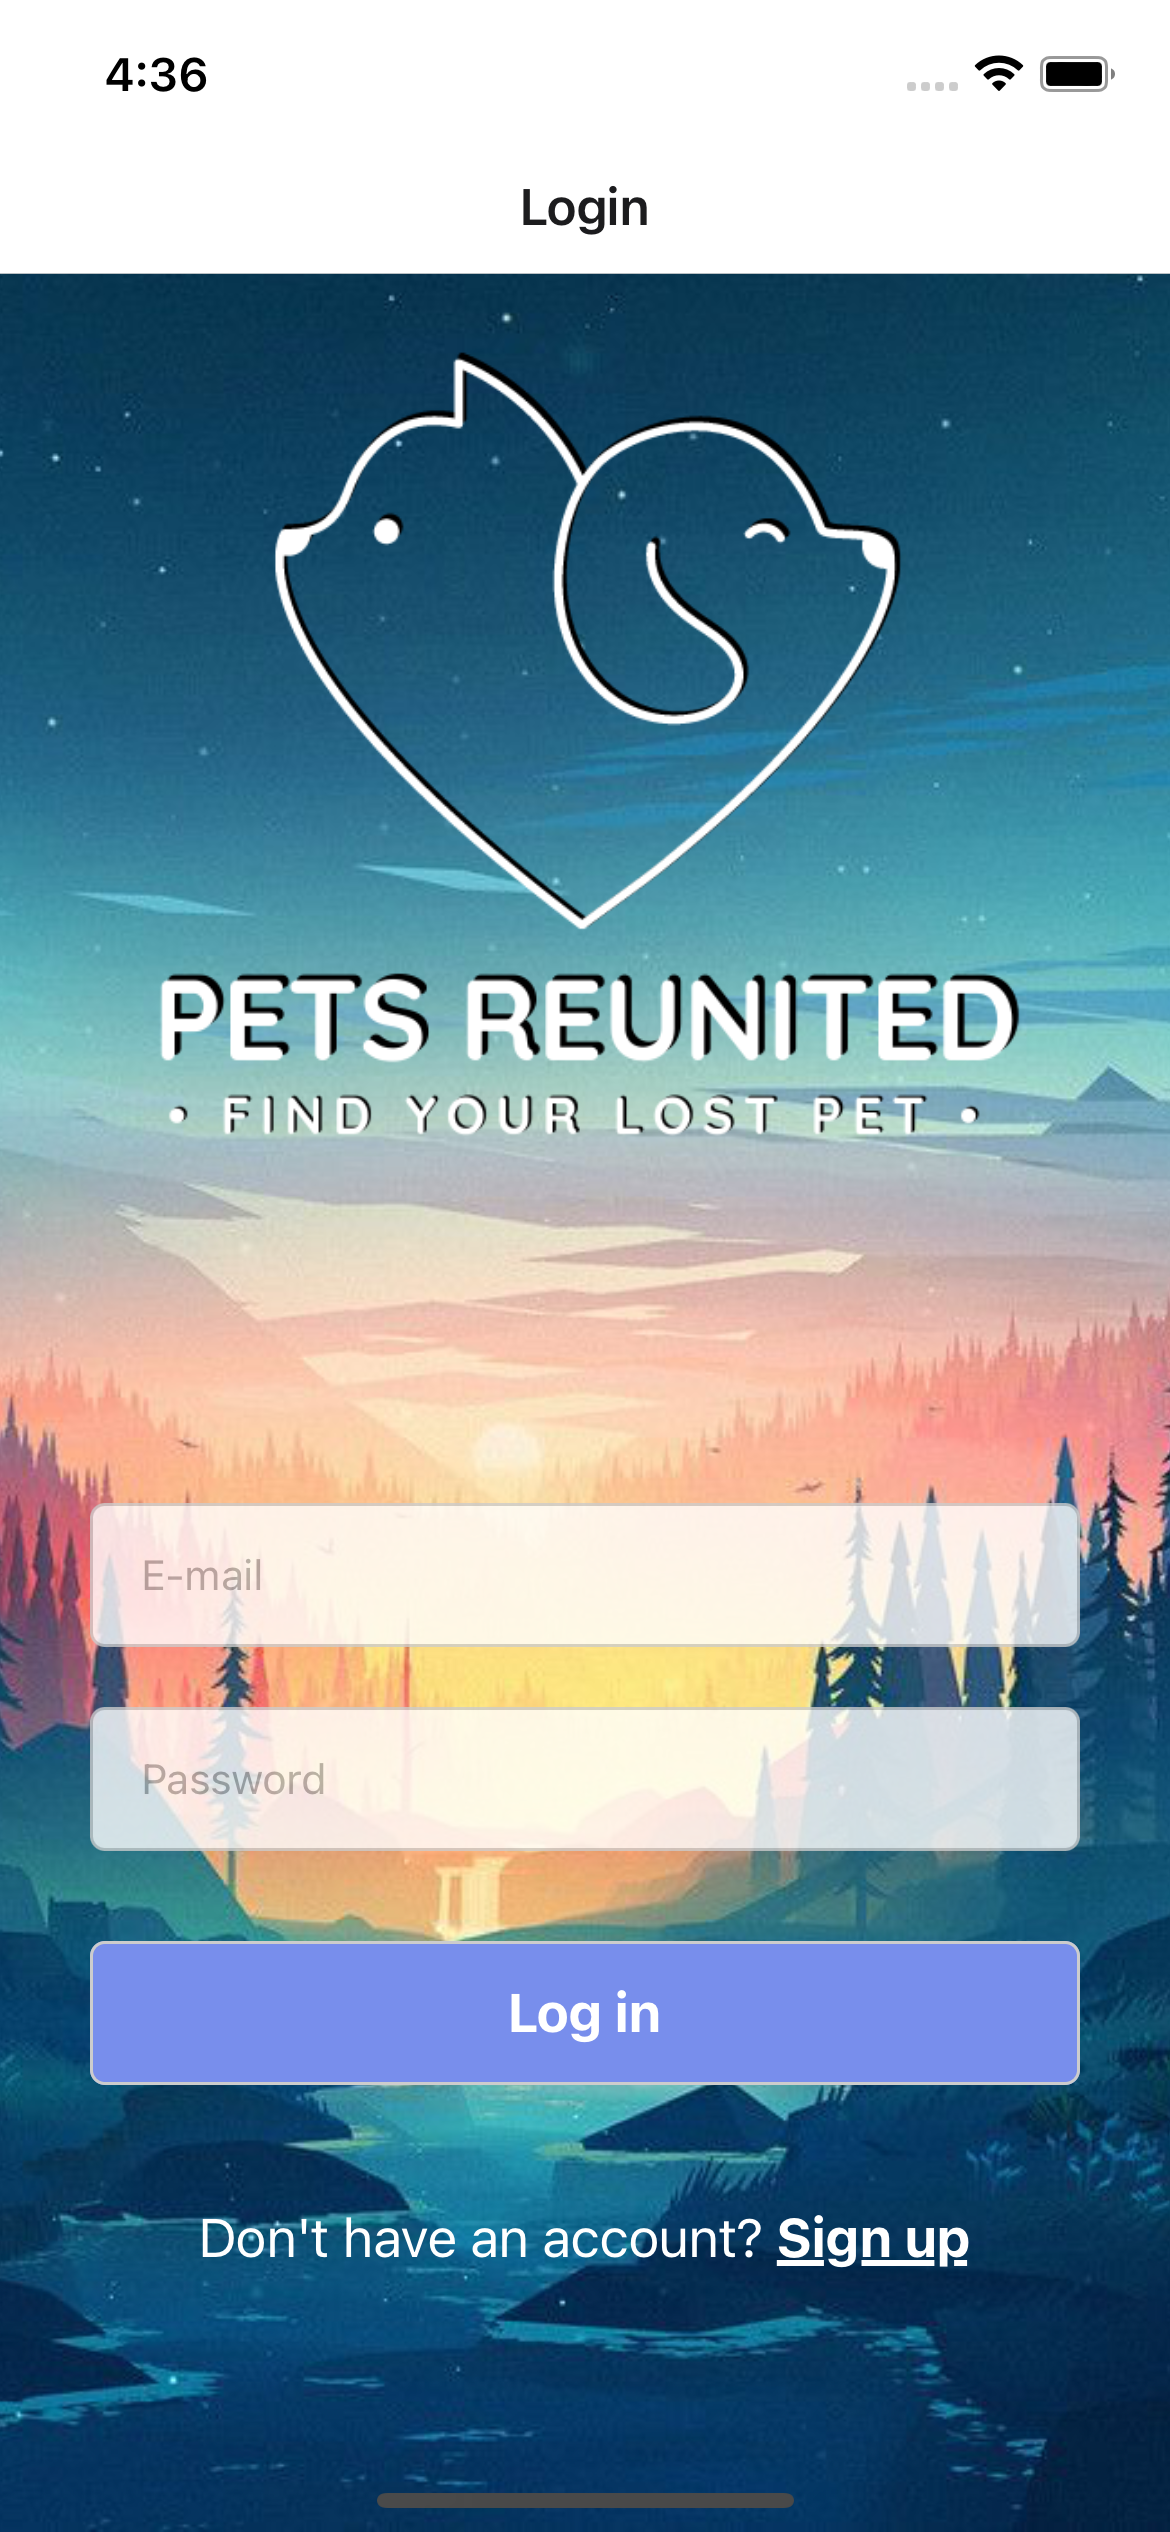 4:36
Login
PETS REUNITED
• FIND YOUR LOST PET •
E-mail
Password
Log in
Don't have an account? Sign up